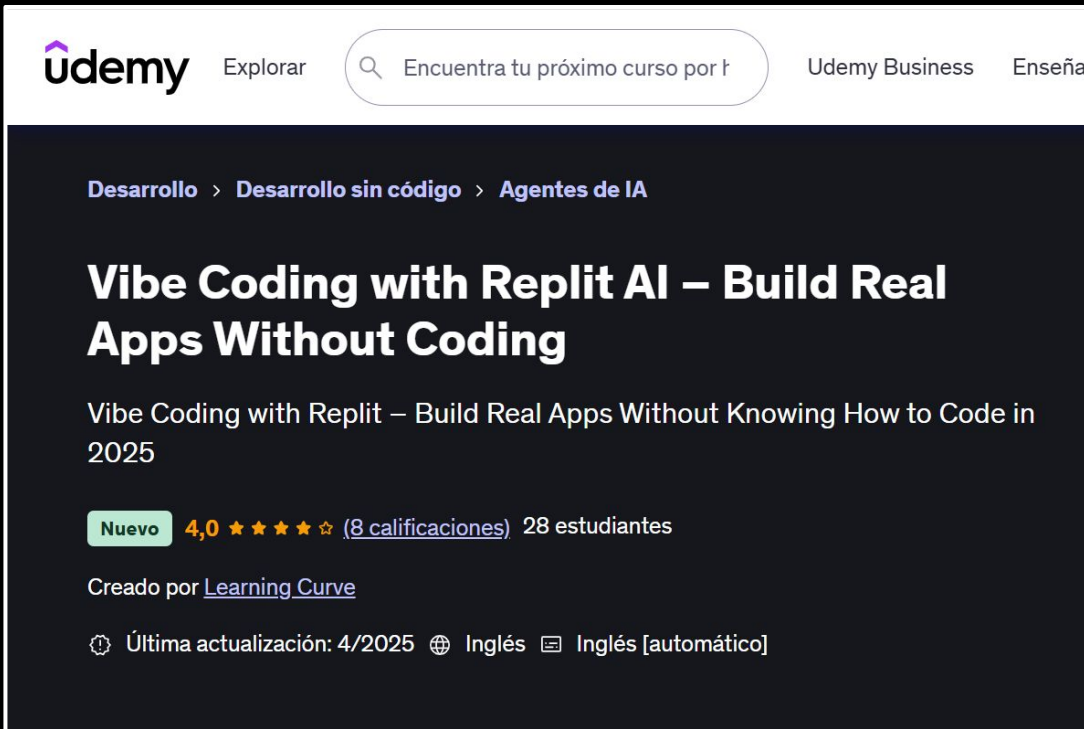 udemy
Explorar
Encuentra tu próximo curso por h
Udemy Business
Enseña
Desarrollo > Desarrollo sin código > Agentes de IA
Vibe Coding with Replit AI – Build Real
Apps Without Coding
Vibe Coding with Replit – Build Real Apps Without Knowing How to Code in
2025
Nuevo 4,0 (8 calificaciones) 28 estudiantes
Creado por Learning Curve
Última actualización: 4/2025 Inglés Inglés [automático]